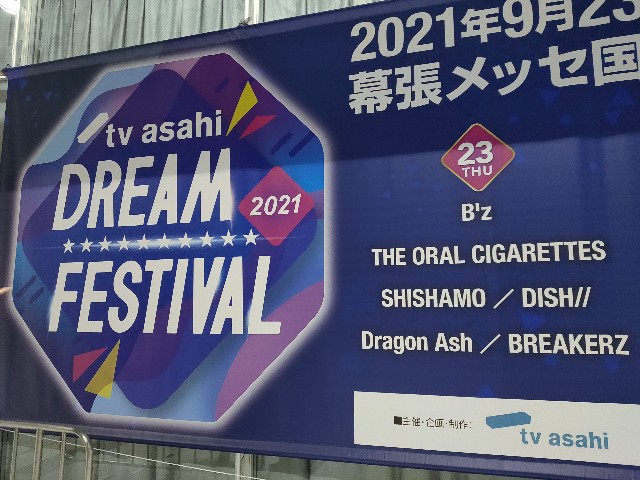 tv asahi
DREAM
2021
★★★★★★★★★
FESTIVAL
2021年9月23
幕張メッセ国
23
THU
B'z
THE ORAL CIGARETTES
SHISHAMO ／ DISH//
Dragon Ash ／ BREAKERZ
■主催・企画・制作:
tv asahi